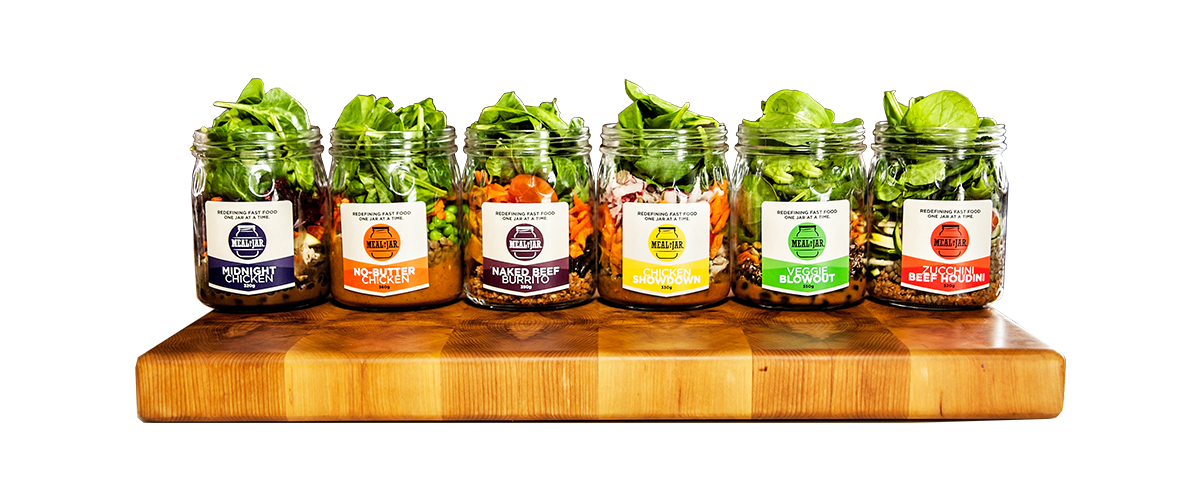 REDEFINING FAST FOOD
ONE JAR AT A TIME.
MEAL JAR
MIDNIGHT
CHICKEN
330g
REDEFINING FAST FOOD
ONE JAR AT A TIME.
MEAL JAR
NO-BUTTER
CHICKEN
REDEFINING FAST FOOD
ONE JAR AT A TIME.
MEAL JAR
NAKED BEEF
BURRITO
REDEFINING FAST FOOD
ONE JAR AT A TIME.
MEAL JAR
CHICKEN
SHOWDOWN
330g
REDEFINING FAST FOOD
ONE JAR AT A TIME.
MEAL JAR
VEGGIE
BLOWOUT
REDEFINING FAST FOOD
ONE JAR AT A TIME.
MEAL JAR
ZUCCHINI
BEEF HOUDINI